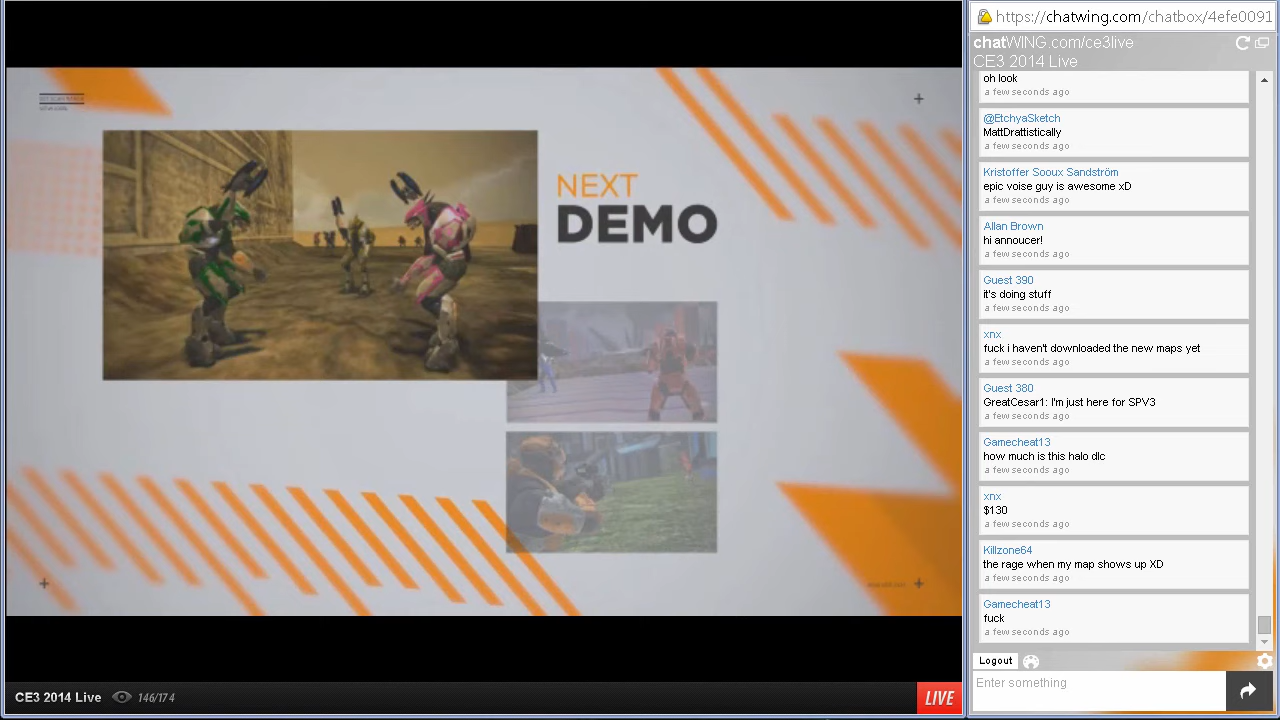 NEXT
DEMO
CE3 2014 Live
146/174
LIVE
https://chatwing.com/chatbox/4efe0091
chatWING.com/ce3live
CE3 2014 Live
oh look
a few seconds ago
@EtchyaSketch
MattDrattistically
a few seconds ago
Kristoffer Sooxs Sandström
epic voice is awesome xD
a few seconds ago
Allan Brown
hi annoucer!
a few seconds ago
Guest 390
it's doing stuff
a few seconds ago
xnx
fuck i haven't downloaded the new maps yet
a few seconds ago
Guest 380
GreatCesar1: I'm just here for SPV3
a few seconds ago
Gamecheat13
how much is this halo dlc
a few seconds ago
xnx
$130
a few seconds ago
Killzone64
the rage when my map shows up XD
a few seconds ago
Gamecheat13
fuck
a few seconds ago
Logout
Enter something